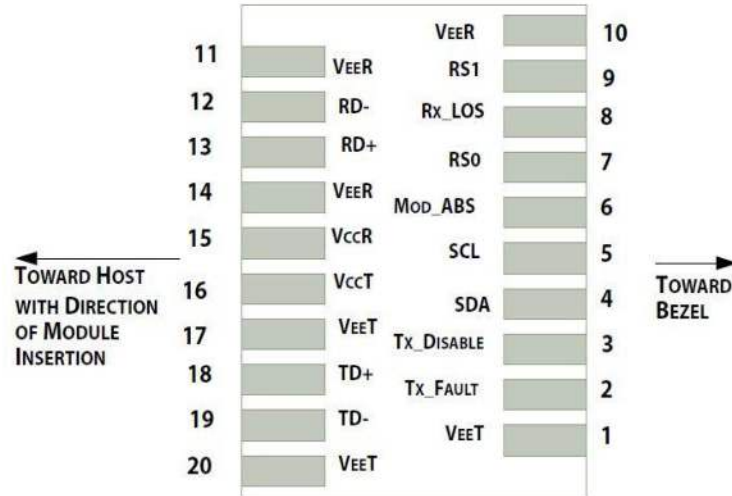 11 VEER
12 RD-
13 RD+
14 VEER
15 VCCR
16 VCCT
17 VEET
18 TD+
19 TD-
20 VEET
VEER 10
RS1 9
RX_LOS 8
RS0 7
MOD_ABS 6
SCL 5
SDA 4
TX_DISABLE 3
TX_FAULT 2
VEET 1
TOWARD HOST
WITH DIRECTION
OF MODULE
INSERTION
TOWARD
BEZEL